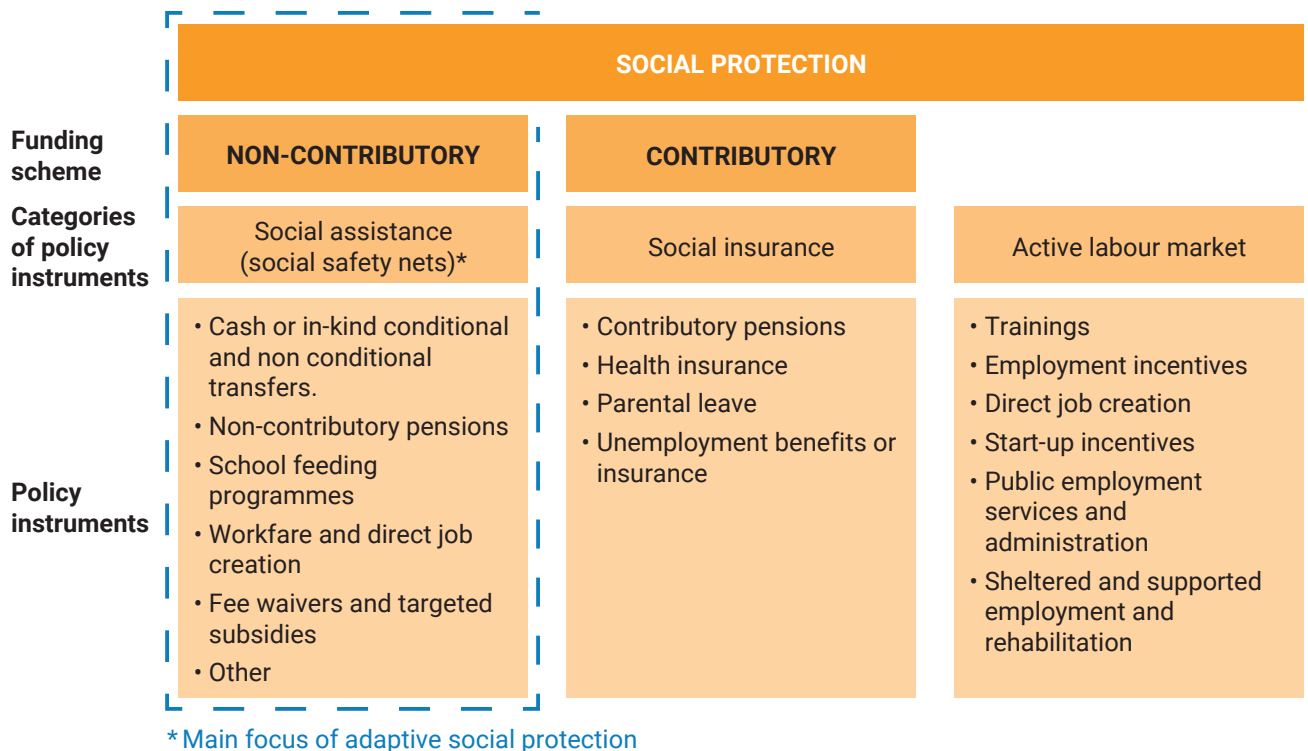 SOCIAL PROTECTION
Funding
scheme
NON-CONTRIBUTORY
CONTRIBUTORY
Categories
of policy
instruments
Social assistance
(social safety nets)*
Social insurance
Active labour market
Policy
instruments
• Cash or in-kind conditional
and non conditional
transfers.
• Non-contributory pensions
• School feeding
programmes
• Workfare and direct job
creation
• Fee waivers and targeted
subsidies
• Other
• Contributory pensions
• Health insurance
• Parental leave
• Unemployment benefits or
insurance
• Trainings
• Employment incentives
• Direct job creation
• Start-up incentives
• Public employment
services and
administration
• Sheltered and supported
employment and
rehabilitation
* Main focus of adaptive social protection